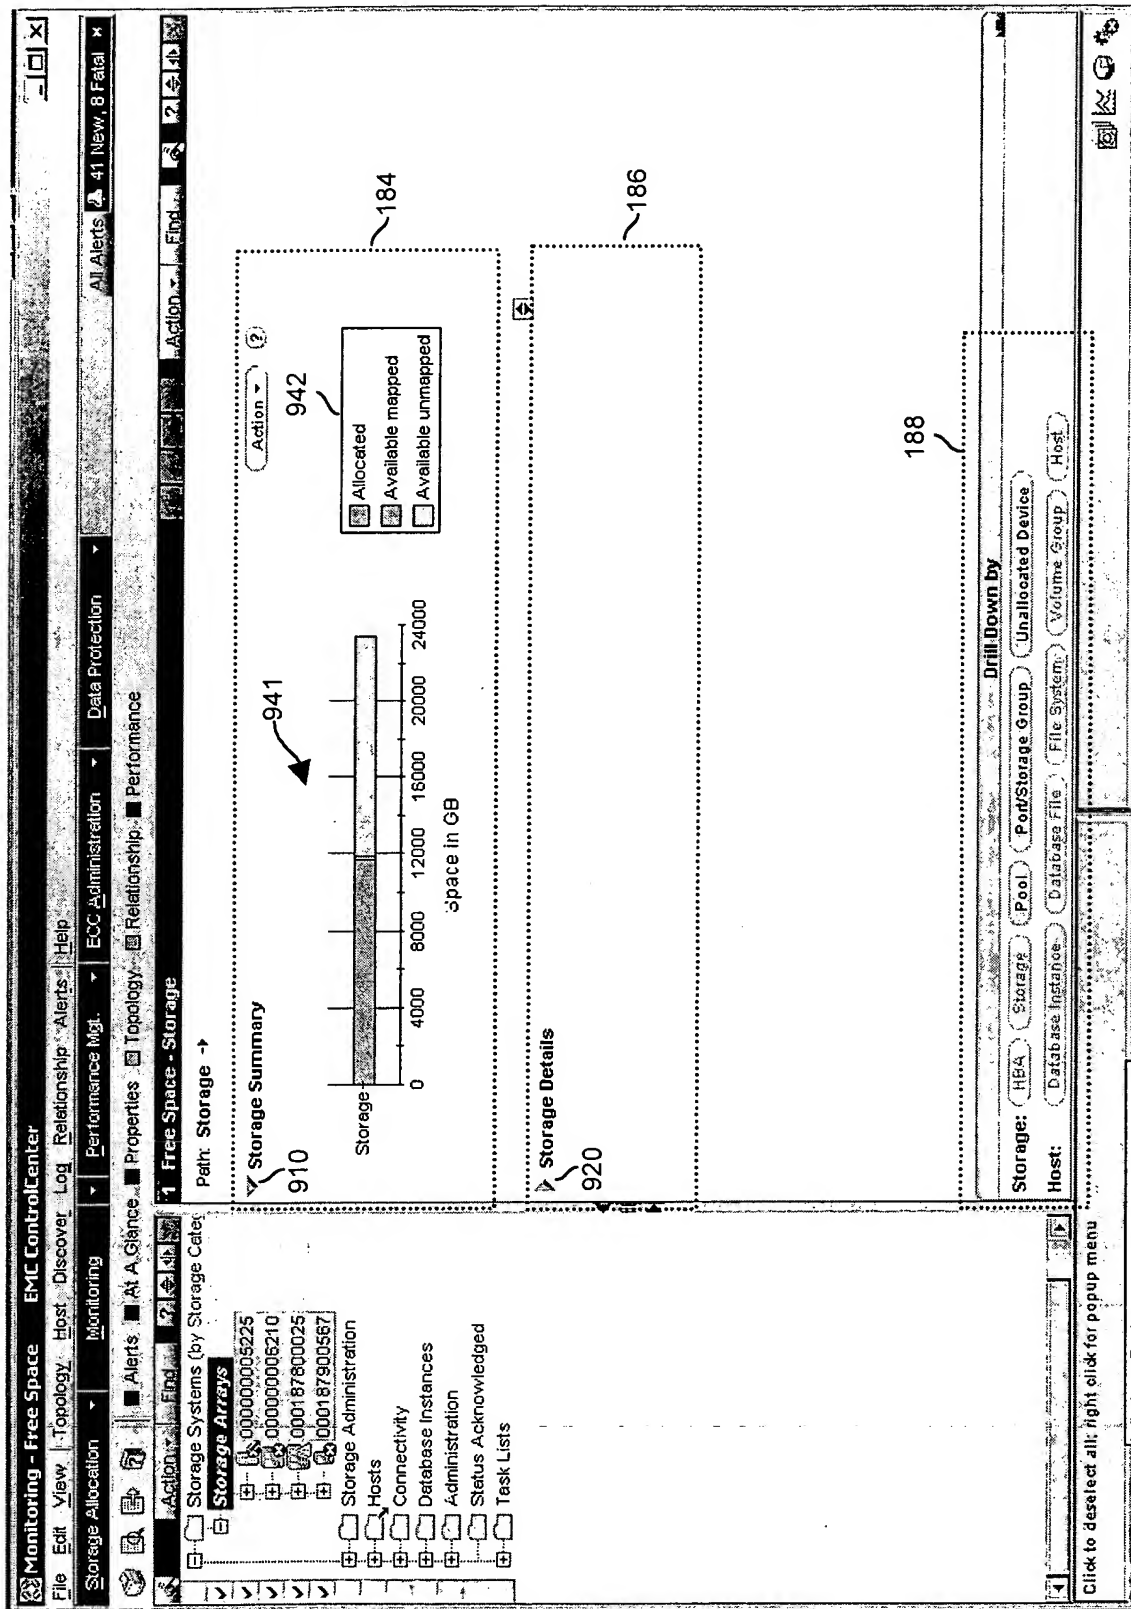 Monitoring - Free Space EMC ControlCenter
File Edit View Topology Host Discover Log Relationship Alerts Help
Storage Allocation Monitoring Performance Mgt. ECC Administration Data Protection All Alerts 41 New, 8 Fatal
Alerts At A Glance Properties Topology Relationship Performance
Action Find
Storage Systems (by Storage Categ
Storage Arrays
000000005225
000000006210
000187800025
000187900567
Storage Administration
Hosts
Connectivity
Database Instances
Administration
Status Acknowledged
Task Lists
1 Free Space - Storage
Action Find
Path: Storage →
Storage Summary
910
Action ?
941
942
184
Allocated
Available mapped
Available unmapped
Storage
0 4000 8000 12000 16000 20000 24000
Space in GB
Storage Details
920
186
188
Drill Down by
Storage: HBA Storage Pool Port/Storage Group Unallocated Device
Host: Database Instance Database File File System Volume Group Host
Click to deselect all; right click for popup menu